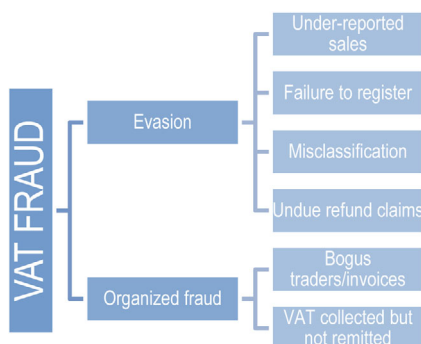 VAT FRAUD
Evasion
Under-reported
sales
Failure to register
Misclassification
Undue refund claims
Organized fraud
Bogus
traders/invoices
VAT collected but
not remitted